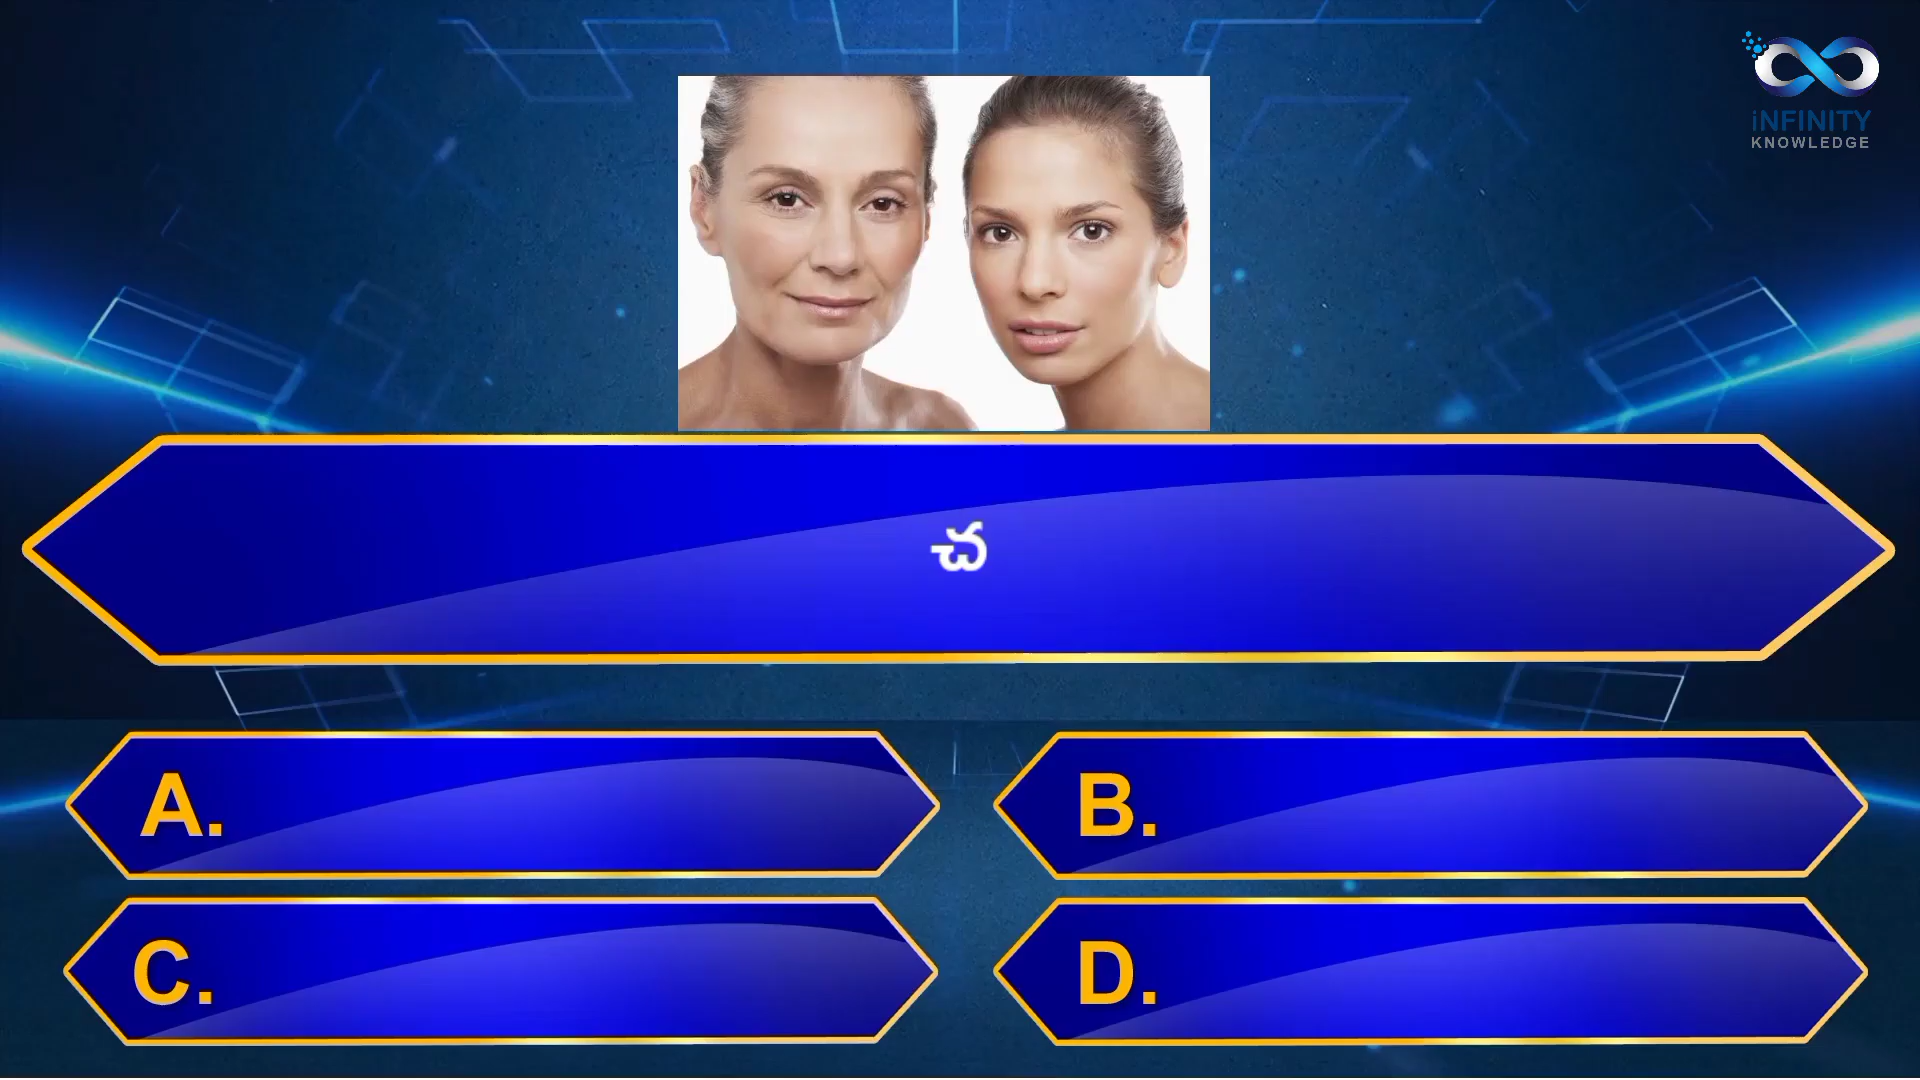 iNFINITY
KNOWLEDGE
చ
A.
B.
C.
D.